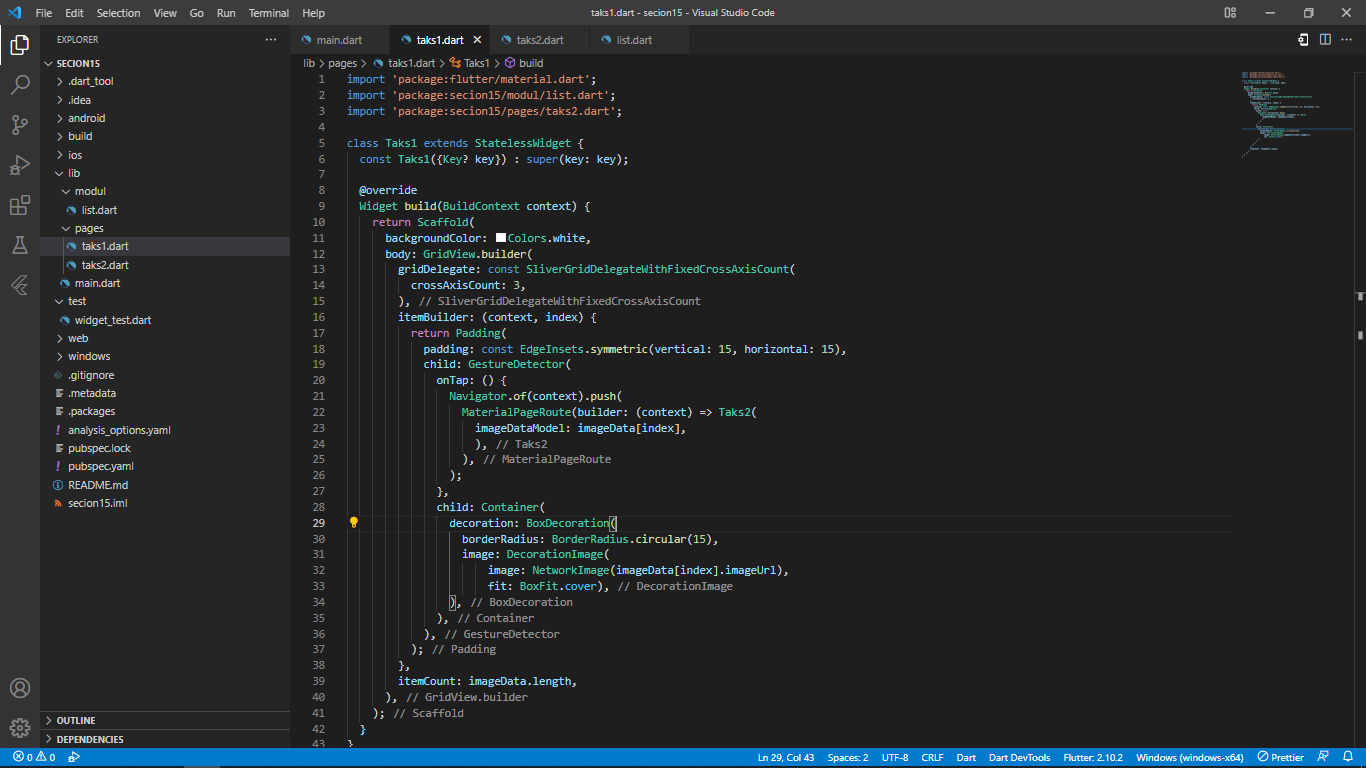 File Edit Selection View Go Run Terminal Help
taks1.dart - secion15 - Visual Studio Code
EXPLORER
SECION15
.dart_tool
.idea
android
build
ios
lib
modul
list.dart
pages
taks1.dart
taks2.dart
main.dart
test
widget_test.dart
web
windows
.gitignore
.metadata
.packages
analysis_options.yaml
pubspec.lock
pubspec.yaml
README.md
secion15.iml
OUTLINE
DEPENDENCIES
main.dart taks1.dart taks2.dart list.dart
lib > pages > taks1.dart > Taks1 > build
1 import 'package:flutter/material.dart';
2 import 'package:secion15/modul/list.dart';
3 import 'package:secion15/pages/taks2.dart';
4
5 class Taks1 extends StatelessWidget {
6 const Taks1({Key? key}) : super(key: key);
7
8 @override
9 Widget build(BuildContext context) {
10 return Scaffold(
11 backgroundColor: Colors.white,
12 body: GridView.builder(
13 gridDelegate: const SliverGridDelegateWithFixedCrossAxisCount(
14 crossAxisCount: 3,
15 ), // SliverGridDelegateWithFixedCrossAxisCount
16 itemBuilder: (context, index) {
17 return Padding(
18 padding: const EdgeInsets.symmetric(vertical: 15, horizontal: 15),
19 child: GestureDetector(
20 onTap: () {
21 Navigator.of(context).push(
22 MaterialPageRoute(builder: (context) => Taks2(
23 imageDataModel: imageData[index],
24 ), // Taks2
25 ), // MaterialPageRoute
26 );
27 },
28 child: Container(
29 decoration: BoxDecoration(
30 borderRadius: BorderRadius.circular(15),
31 image: DecorationImage(
32 image: NetworkImage(imageData[index].imageUrl),
33 fit: BoxFit.cover), // DecorationImage
34 ), // BoxDecoration
35 ), // Container
36 ), // GestureDetector
37 ); // Padding
38 },
39 itemCount: imageData.length,
40 ), // GridView.builder
41 ); // Scaffold
42 }
43 }
0 0 Ln 29, Col 43 Spaces: 2 UTF-8 CRLF Dart Dart DevTools Flutter: 2.10.2 Windows (windows-x64) Prettier